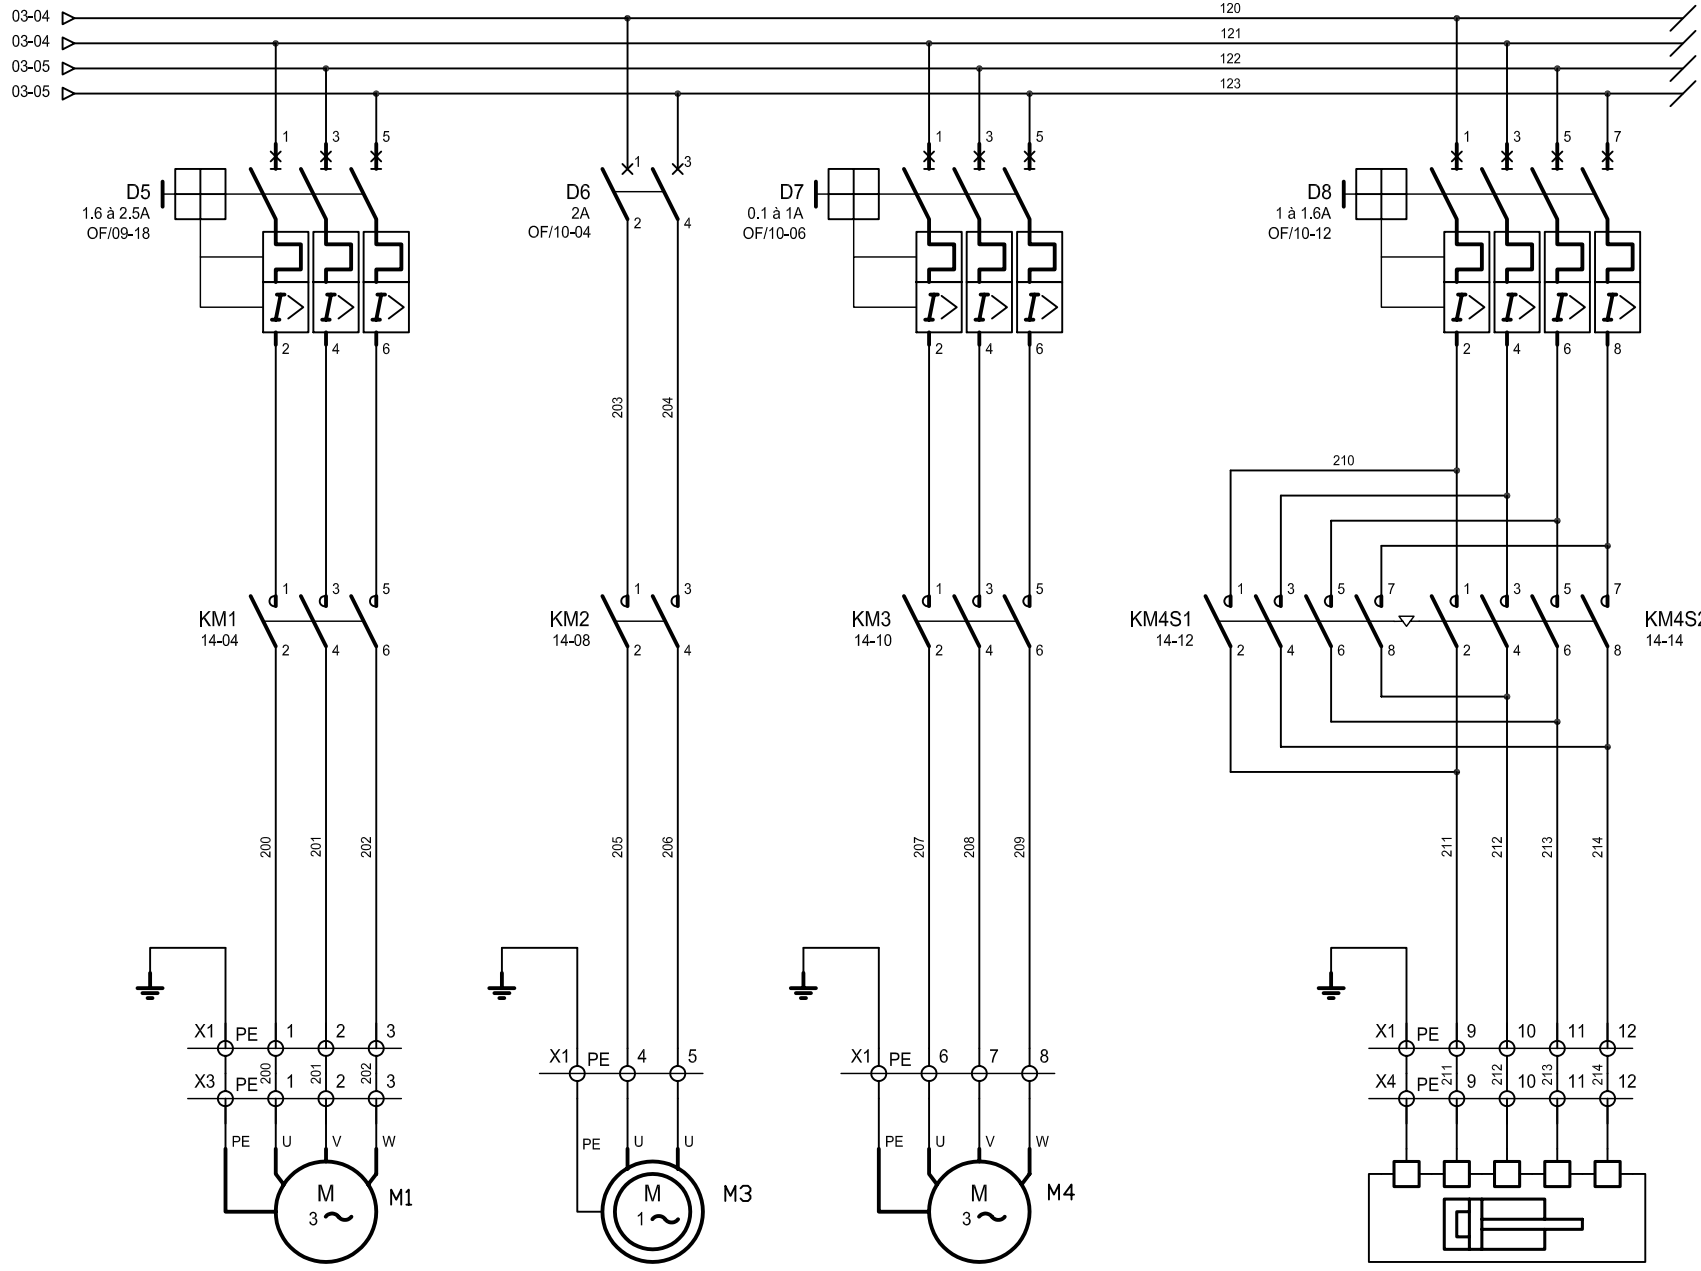 03-04
120
03-04
121
03-05
122
03-05
123
1 3 5
D5
1.6 à 2.5A
OF/09-18
I> I> I>
2 4 6
1 3
D6
2A
OF/10-04
2 4
1 3 5
D7
0.1 à 1A
OF/10-06
I> I> I>
2 4 6
1 3 5 7
D8
1 à 1.6A
OF/10-12
I> I> I> I>
2 4 6 8
203 204
210
1 3 5
KM1
14-04
2 4 6
1 3
KM2
14-08
2 4
1 3 5
KM3
14-10
2 4 6
1 3 5 7 1 3 5 7
KM4S1
14-12
KM4S2
14-14
2 4 6 8 2 4 6 8
200 201 202
205 206
207 208 209
211 212 213 214
X1 PE 1 2 3
200 201 202
X3 PE 1 2 3
PE U V W
M
3
M1
X1 PE 4 5
PE U U
M
1
M3
X1 PE 6 7 8
PE U V W
M
3
M4
X1 PE 9 10 11 12
211 212 213 214
X4 PE 9 10 11 12